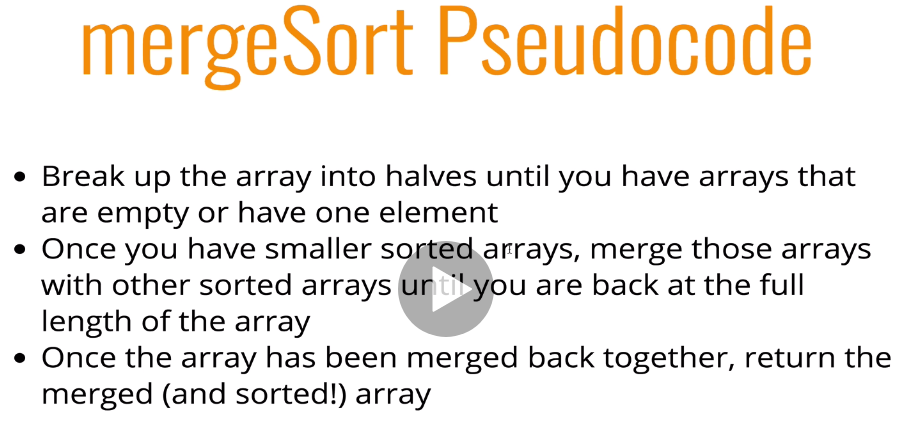 mergeSort Pseudocode
• Break up the array into halves until you have arrays that
are empty or have one element
• Once you have smaller sorted arrays, merge those arrays
with other sorted arrays until you are back at the full
length of the array
• Once the array has been merged back together, return the
merged (and sorted!) array